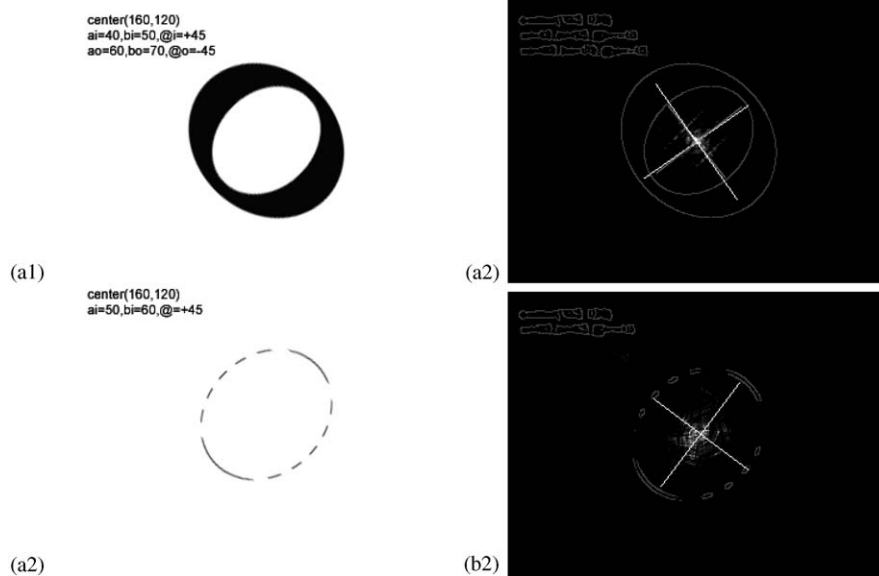 center(160,120)
ai=40,bi=50,@i=+45
ao=60,bo=70,@o=-45
(a1)
(a2)
center(160,120)
ai=50,bi=60,@=+45
(a2)
(b2)